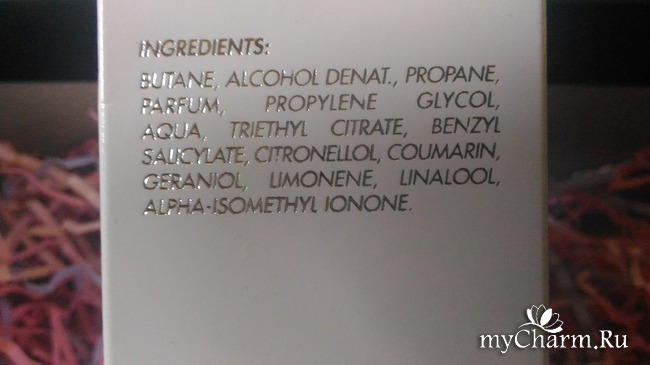 INGREDIENTS:
BUTANE, ALCOHOL DENAT., PROPANE,
PARFUM, PROPYLENE GLYCOL,
AQUA, TRIETHYL CITRATE, BENZYL
SALICYLATE, CITRONELLOL, COUMARIN,
GERANIOL, LIMONENE, LINALOOL,
ALPHA-ISOMETHYL IONONE.
myCharm.Ru